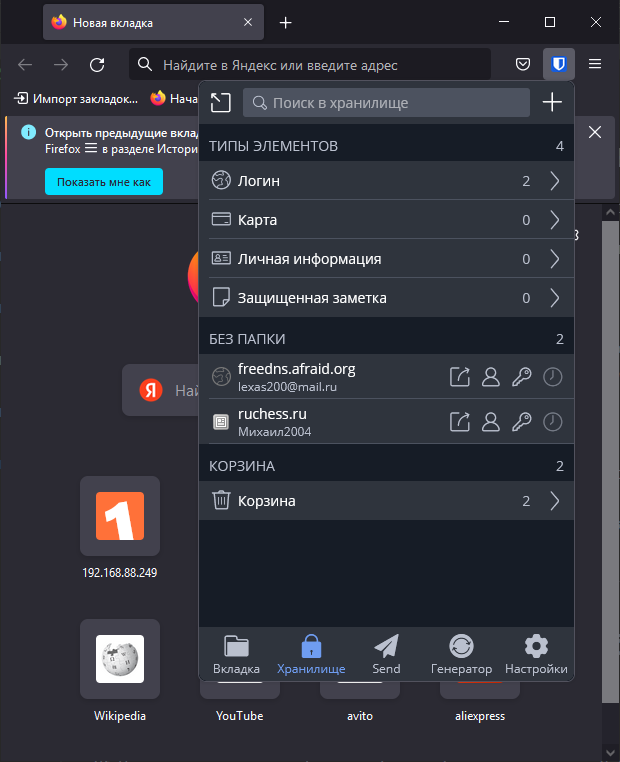 Новая вкладка
Найдите в Яндекс или введите адрес
Импорт закладок...
Нача
Поиск в хранилище
Открыть предыдущие вклад
Firefox ☰ в разделе Истори
Показать мне как
ТИПЫ ЭЛЕМЕНТОВ 4
Логин 2
Карта 0
Личная информация 0
Защищенная заметка 0
БЕЗ ПАПКИ 2
freedns.afraid.org
lexas200@mail.ru
Я Най
ruchess.ru
Михаил2004
КОРЗИНА 2
Корзина 2
1
192.168.88.249
Вкладка Хранилище Send Генератор Настройки
Wikipedia YouTube avito aliexpress